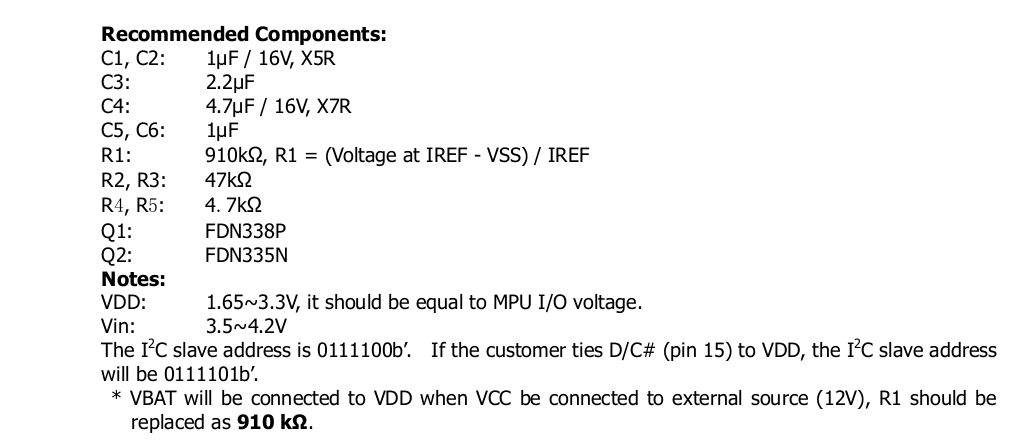 Recommended Components:
C1, C2: 1μF / 16V, X5R
C3: 2.2μF
C4: 4.7μF / 16V, X7R
C5, C6: 1μF
R1: 910kΩ, R1 = (Voltage at IREF - VSS) / IREF
R2, R3: 47kΩ
R4, R5: 4. 7kΩ
Q1: FDN338P
Q2: FDN335N
Notes:
VDD: 1.65~3.3V, it should be equal to MPU I/O voltage.
Vin: 3.5~4.2V
The I²C slave address is 0111100b’. If the customer ties D/C# (pin 15) to VDD, the I²C slave address
will be 0111101b’.
* VBAT will be connected to VDD when VCC be connected to external source (12V), R1 should be
replaced as 910 kΩ.